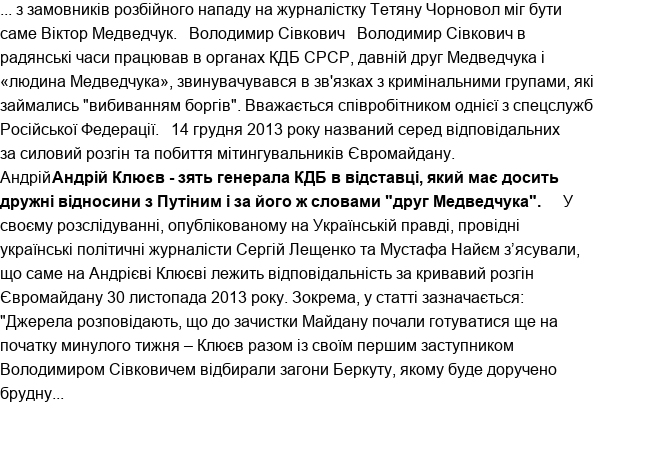 ... з замовників розбійного нападу на журналістку Тетяну Чорновол міг бути
саме Віктор Медведчук.   Володимир Сівкович   Володимир Сівкович в
радянські часи працював в органах КДБ СРСР, давній друг Медведчука і
«людина Медведчука», звинувачувався в зв'язках з кримінальними групами, які
займались "вибиванням боргів". Вважається співробітником однієї з спецслужб
Російської Федерації.   14 грудня 2013 року названий серед відповідальних
за силовий розгін та побиття мітингувальників Євромайдану.
АндрійАндрій Клюєв - зять генерала КДБ в відставці, який має досить
дружні відносини з Путіним і за його ж словами "друг Медведчука".     У
своєму розслідуванні, опублікованому на Українській правді, провідні
українські політичні журналісти Сергій Лещенко та Мустафа Найєм з’ясували,
що саме на Андрієві Клюєві лежить відповідальність за кривавий розгін
Євромайдану 30 листопада 2013 року. Зокрема, у статті зазначається:
"Джерела розповідають, що до зачистки Майдану почали готуватися ще на
початку минулого тижня – Клюєв разом із своїм першим заступником
Володимиром Сівковичем відбирали загони Беркуту, якому буде доручено
брудну...